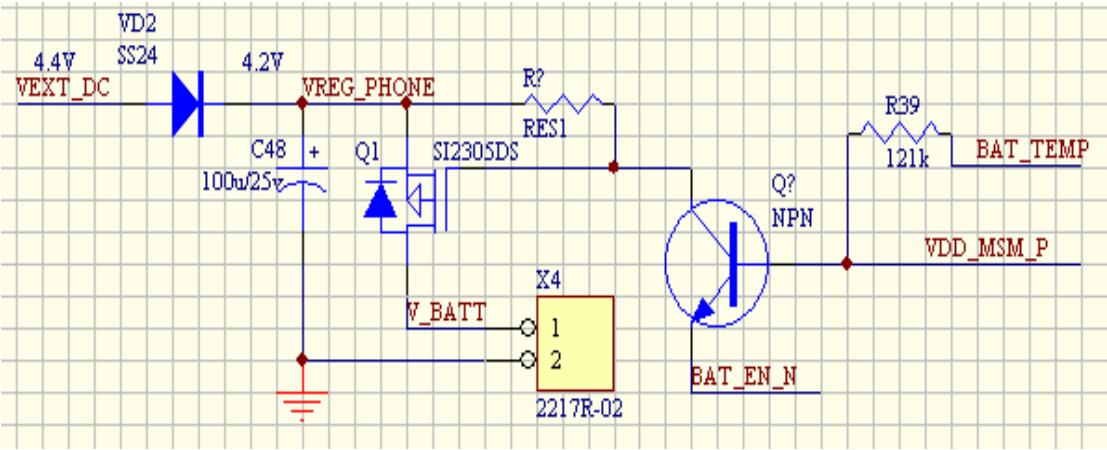 VD2
SS24
4.4V
4.2V
VEXT_DC
VREG_PHONE
R?
RES1
R39
121k
BAT_TEMP
C48
+
100u/25v
Q1
SI2305DS
Q?
NPN
VDD_MSM_P
X4
V_BATT
1
2
BAT_EN_N
2217R-02